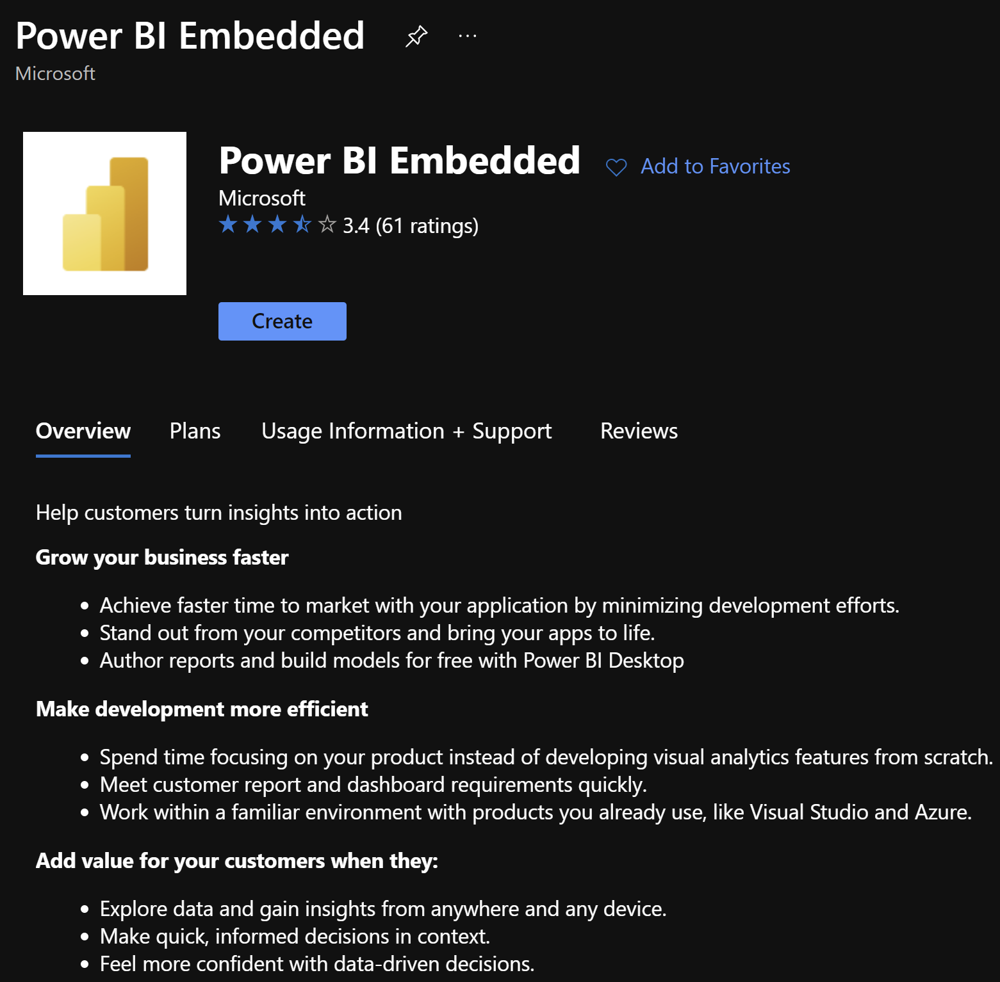 Power BI Embedded
Microsoft
Power BI Embedded
Add to Favorites
Microsoft
3.4 (61 ratings)
Create
Overview
Plans
Usage Information + Support
Reviews
Help customers turn insights into action
Grow your business faster
Achieve faster time to market with your application by minimizing development efforts.
Stand out from your competitors and bring your apps to life.
Author reports and build models for free with Power BI Desktop
Make development more efficient
Spend time focusing on your product instead of developing visual analytics features from scratch.
Meet customer report and dashboard requirements quickly.
Work within a familiar environment with products you already use, like Visual Studio and Azure.
Add value for your customers when they:
Explore data and gain insights from anywhere and any device.
Make quick, informed decisions in context.
Feel more confident with data-driven decisions.